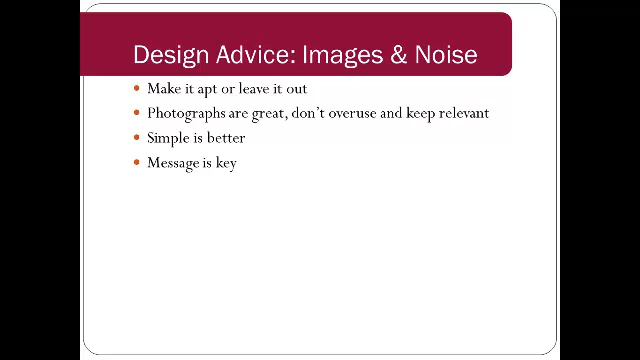 Design Advice: Images & Noise
• Make it apt or leave it out
• Photographs are great, don't overuse and keep relevant
• Simple is better
• Message is key